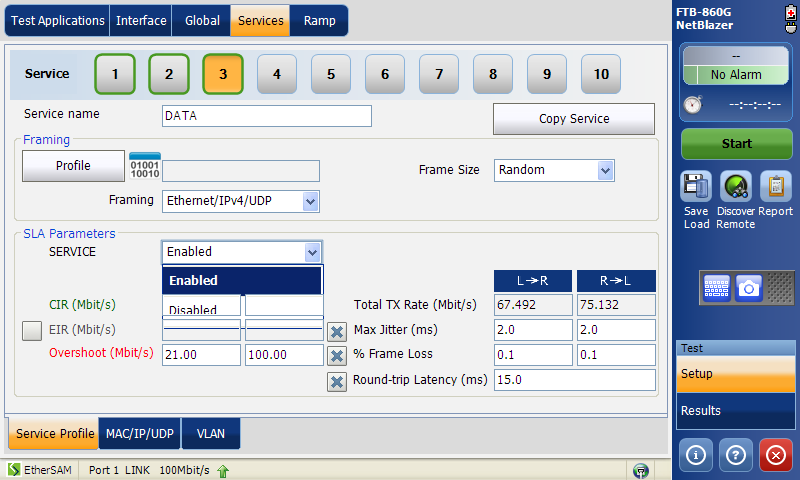 Test Applications Interface Global Services Ramp
FTB-860G
NetBlazer
Service 1 2 3 4 5 6 7 8 9 10
--
No Alarm
--:--:--:--
Service name DATA Copy Service
Start
Framing
Profile 01001
10010
Frame Size Random
Framing Ethernet/IPv4/UDP
Save
Load
Discover
Remote
Report
SLA Parameters
SERVICE Enabled
Enabled
Disabled
L→R R→L
CIR (Mbit/s) Total TX Rate (Mbit/s) 67.492 75.132
EIR (Mbit/s) Max Jitter (ms) 2.0 2.0
Overshoot (Mbit/s) 21.00 100.00 % Frame Loss 0.1 0.1
Round-trip Latency (ms) 15.0
Test
Setup
Results
Service Profile MAC/IP/UDP VLAN
EtherSAM Port 1 LINK 100Mbit/s